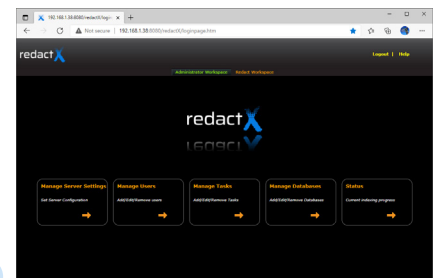 192.168.1.38:8080/redactX/login
Not secure | 192.168.1.38:8080/redactX/loginpage.htm
redactX
Logout | Help
Administrator Workspace Redact Workspace
redactX
Manage Server Settings
Set Server Configuration
Manage Users
Add/Edit/Remove users
Manage Tasks
Add/Edit/Remove Tasks
Manage Databases
Add/Edit/Remove Databases
Status
Current indexing progress